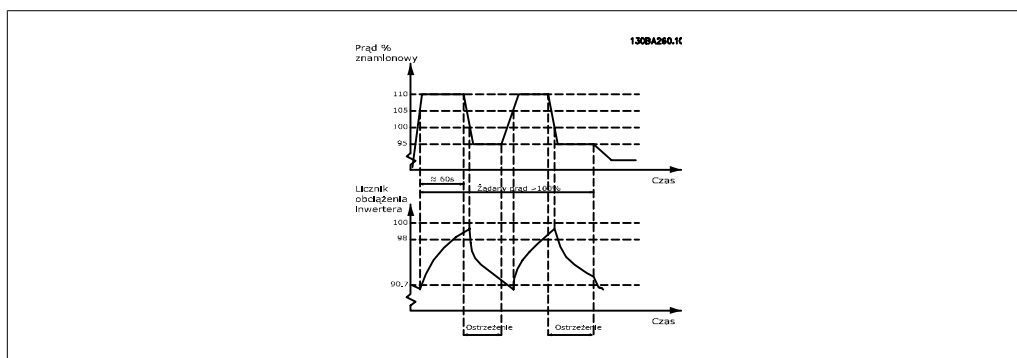 130BA260.10
Prąd %
znamionowy
110
105
100
95
Czas
≈ 60s
Żądany prąd >100%
Licznik
obciążenia
Inwertera
100
98
90.7
Czas
Ostrzeżenie
Ostrzeżenie